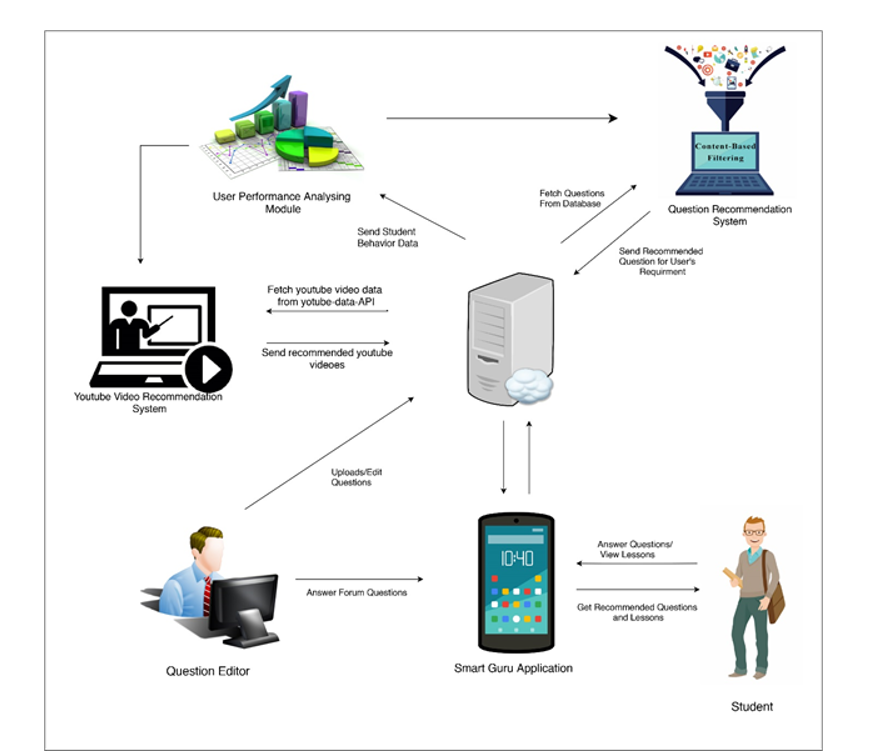 Content-Based
Filtering
User Performance Analysing
Module
Question Recommendation
System
Fetch Questions
From Database
Send Student
Behavior Data
Send Recommended
Question for User's
Requirment
Fetch youtube video data
from yotube-data-API
Send recommended youtube
videoes
Youtube Video Recommendation
System
Uploads/Edit
Questions
10:40
Answer Questions/
View Lessons
Answer Forum Questions
Get Recommended Questions
and Lessons
Question Editor
Smart Guru Application
Student